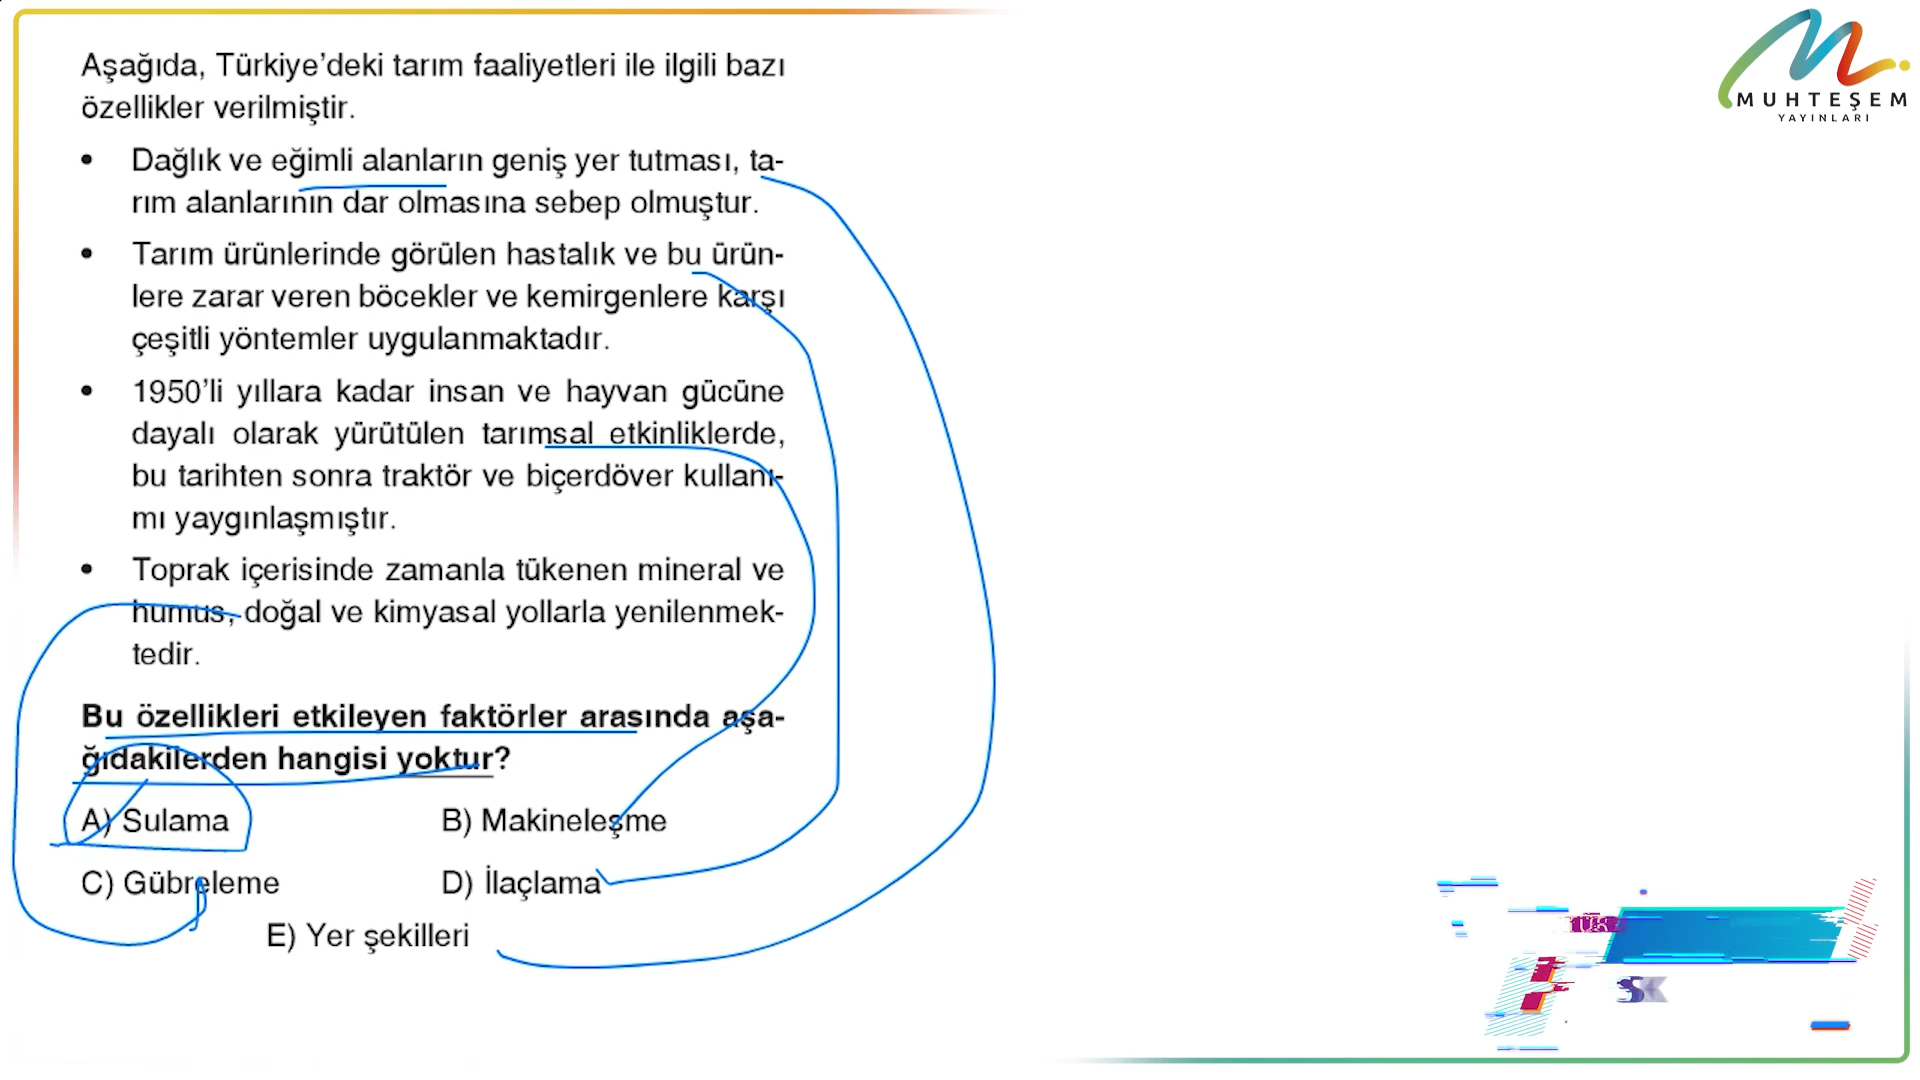 MUHTEŞEM
YAYINLARI
Aşağıda, Türkiye’deki tarım faaliyetleri ile ilgili bazı
özellikler verilmiştir.
• Dağlık ve eğimli alanların geniş yer tutması, ta-
rım alanlarının dar olmasına sebep olmuştur.
• Tarım ürünlerinde görülen hastalık ve bu ürün-
lere zarar veren böcekler ve kemirgenlere karşı
çeşitli yöntemler uygulanmaktadır.
• 1950’li yıllara kadar insan ve hayvan gücüne
dayalı olarak yürütülen tarımsal etkinliklerde,
bu tarihten sonra traktör ve biçerdöver kullanı-
mı yaygınlaşmıştır.
• Toprak içerisinde zamanla tükenen mineral ve
humus, doğal ve kimyasal yollarla yenilenmek-
tedir.
Bu özellikleri etkileyen faktörler arasında aşa-
ğıdakilerden hangisi yoktur?
A) Sulama B) Makineleşme
C) Gübreleme D) İlaçlama
E) Yer şekilleri